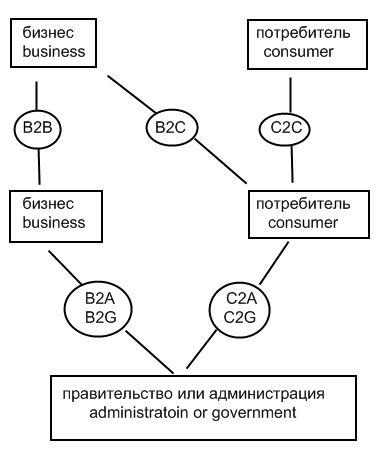 бизнес
business
потребитель
consumer
B2B
B2C
C2C
бизнес
business
потребитель
consumer
B2A
B2G
C2A
C2G
правительство или администрация
administratoin or government